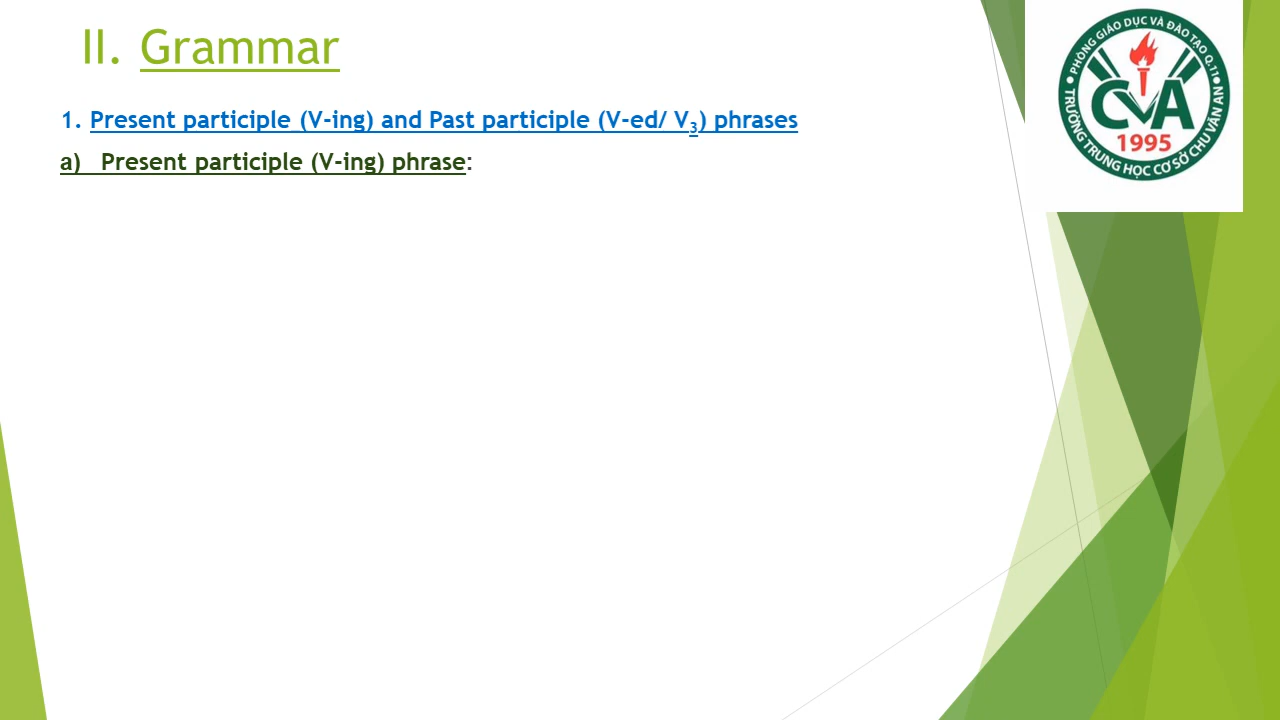 II. Grammar
1. Present participle (V-ing) and Past participle (V-ed/ V3) phrases
a) Present participle (V-ing) phrase:
PHÒNG GIÁO DỤC VÀ ĐÀO TẠO Q.11
CVA
1995
TRƯỜNG TRUNG HỌC CƠ SỞ CHU VĂN AN